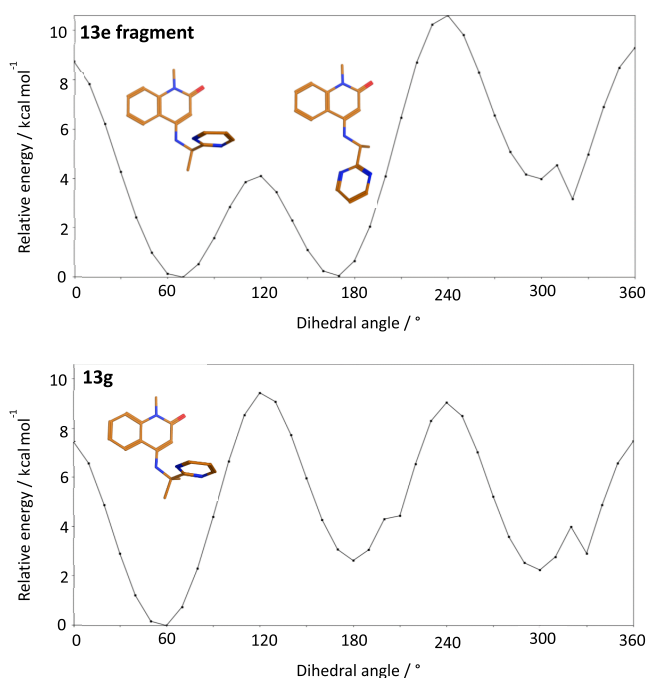 13e fragment
Relative energy / kcal mol⁻¹
10
8
6
4
2
0
0 60 120 180 240 300 360
Dihedral angle / °
13g
Relative energy / kcal mol⁻¹
10
8
6
4
2
0
0 60 120 180 240 300 360
Dihedral angle / °